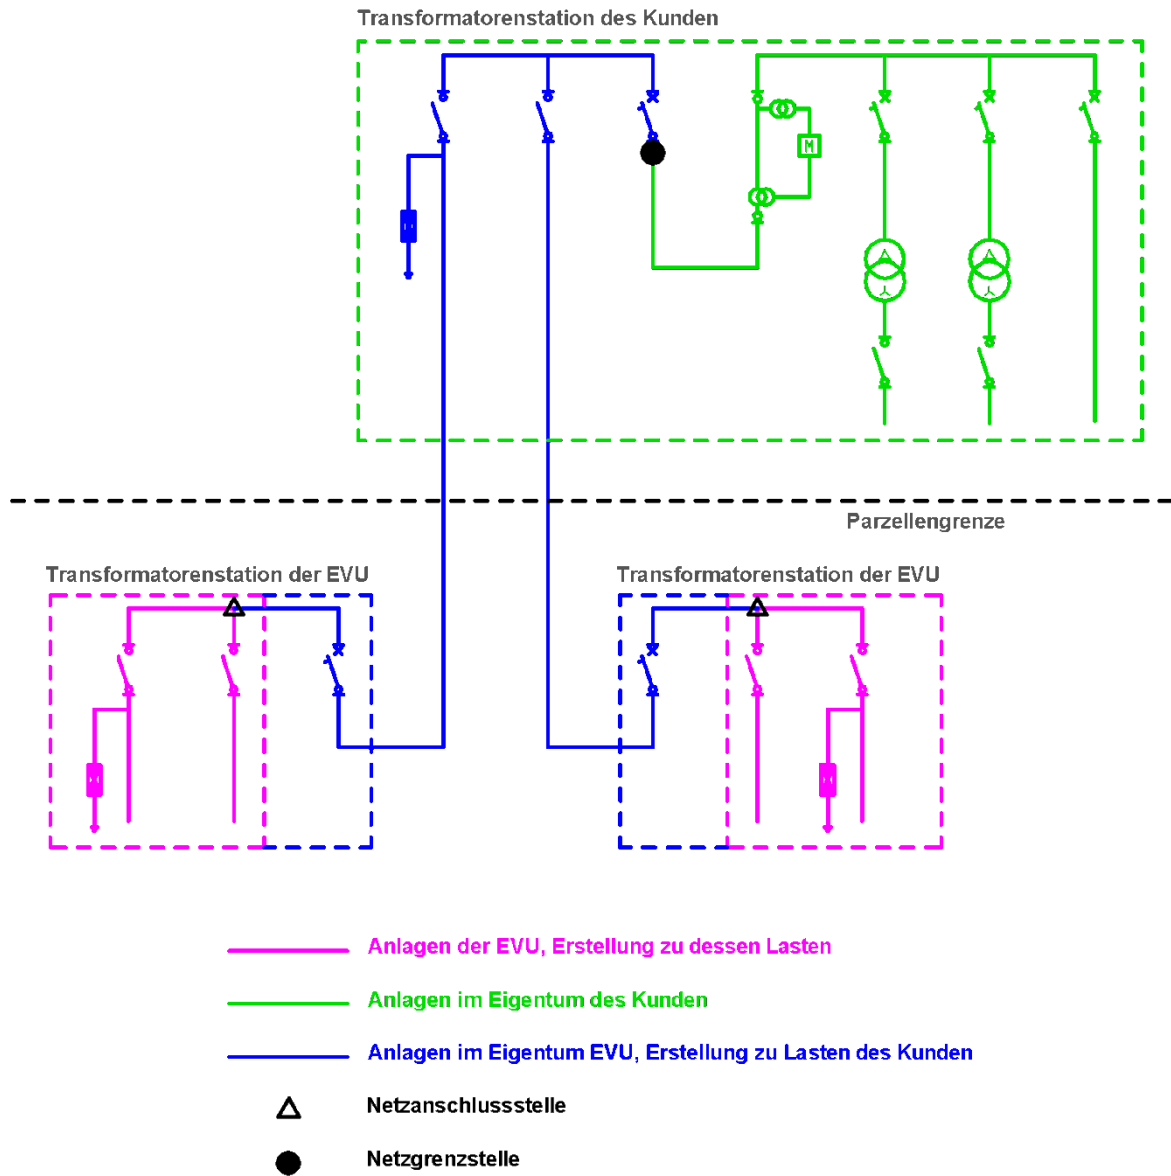 Transformatorenstation des Kunden
M
Parzellengrenze
Transformatorenstation der EVU
Transformatorenstation der EVU
Anlagen der EVU, Erstellung zu dessen Lasten
Anlagen im Eigentum des Kunden
Anlagen im Eigentum EVU, Erstellung zu Lasten des Kunden
Netzanschlussstelle
Netzgrenzstelle